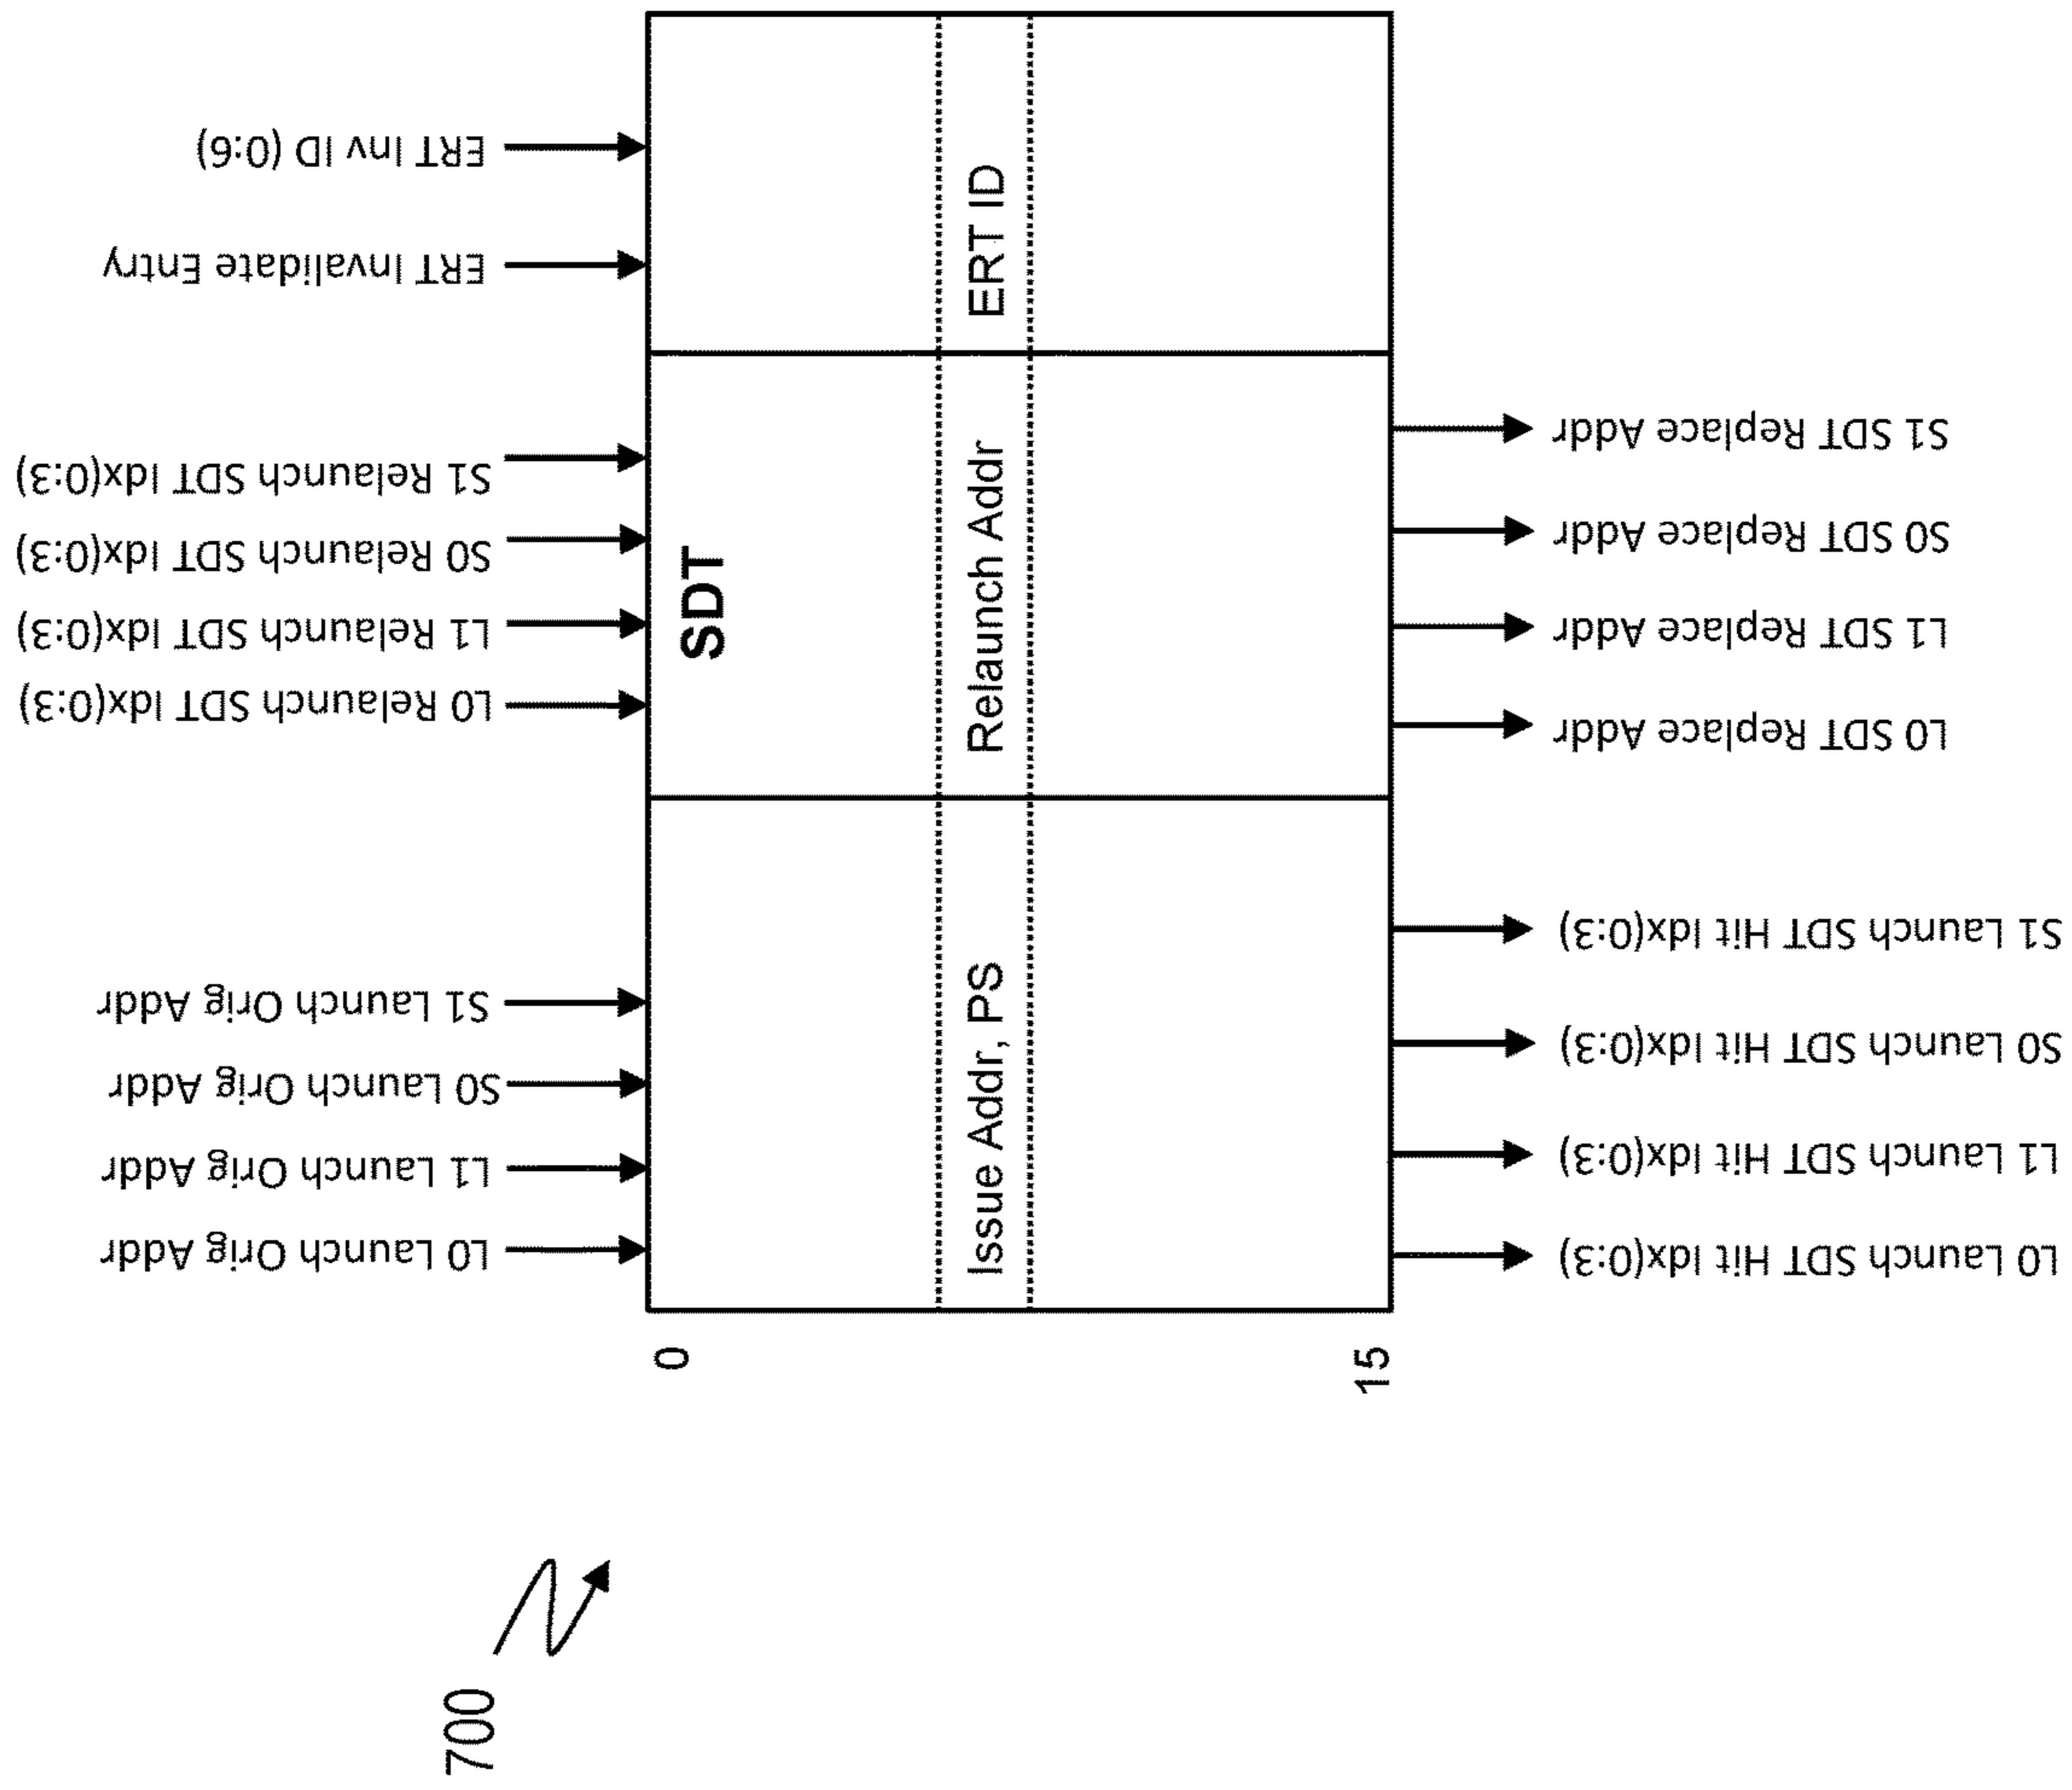 700
L0 Launch Orig Addr
L1 Launch Orig Addr
S0 Launch Orig Addr
S1 Launch Orig Addr
L0 Relaunch SDT Idx(0:3)
L1 Relaunch SDT Idx(0:3)
S0 Relaunch SDT Idx(0:3)
S1 Relaunch SDT Idx(0:3)
ERT Invalidate Entry
ERT Inv ID (0:6)
0
SDT
Issue Addr, PS
Relaunch Addr
ERT ID
15
L0 Launch SDT Hit Idx(0:3)
L1 Launch SDT Hit Idx(0:3)
S0 Launch SDT Hit Idx(0:3)
S1 Launch SDT Hit Idx(0:3)
L0 SDT Replace Addr
L1 SDT Replace Addr
S0 SDT Replace Addr
S1 SDT Replace Addr